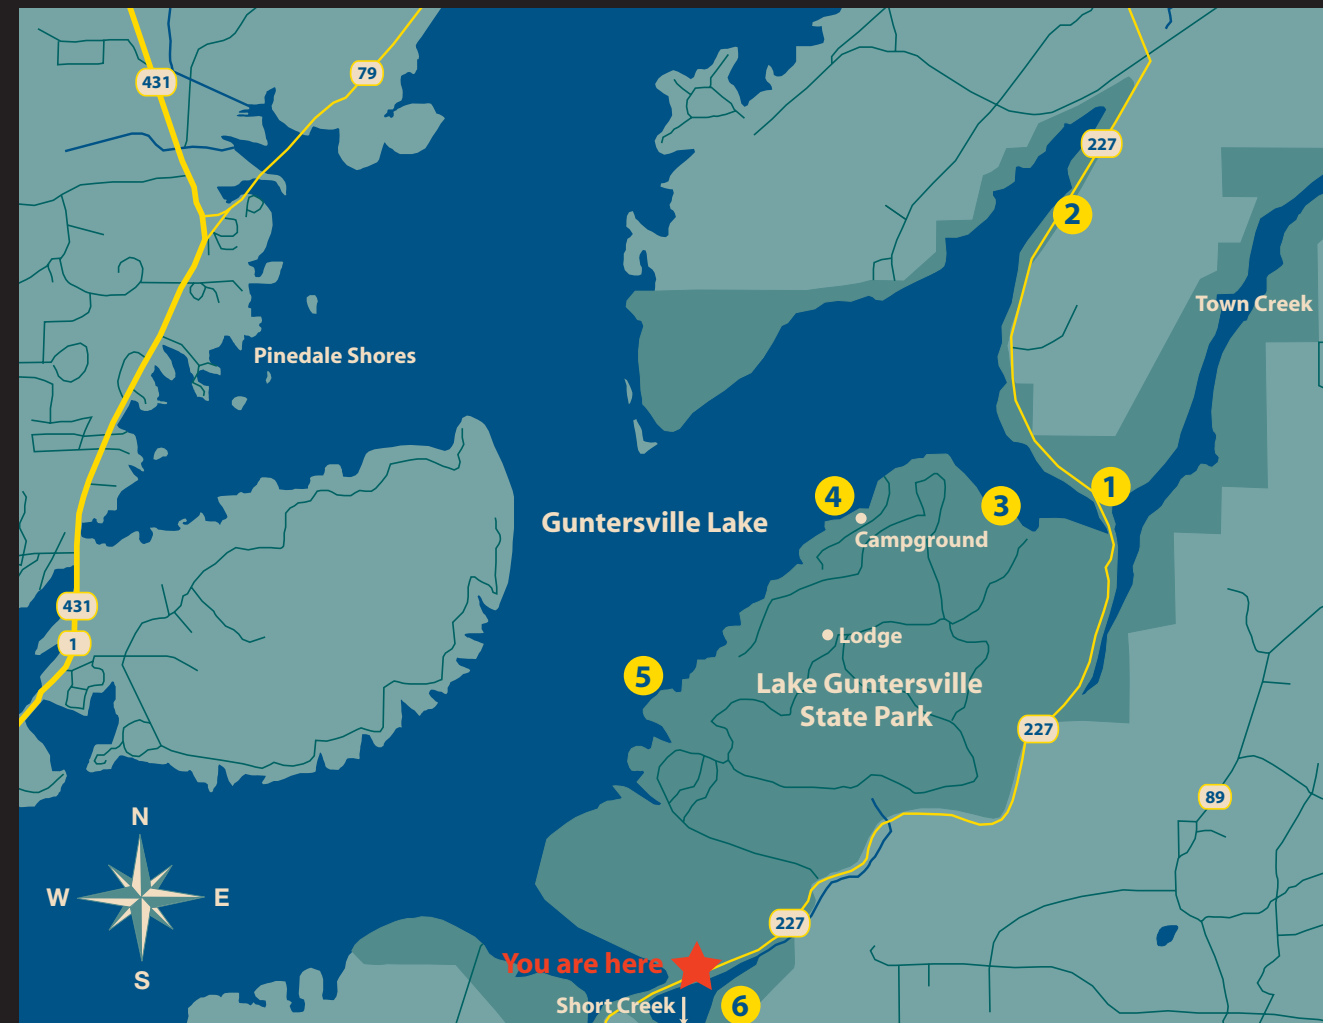 431
79
227
2
Town Creek
Pinedale Shores
4
3
1
Guntersville Lake
Campground
431
1
Lodge
5
Lake Guntersville
State Park
227
89
N
W
E
S
227
You are here
Short Creek
6